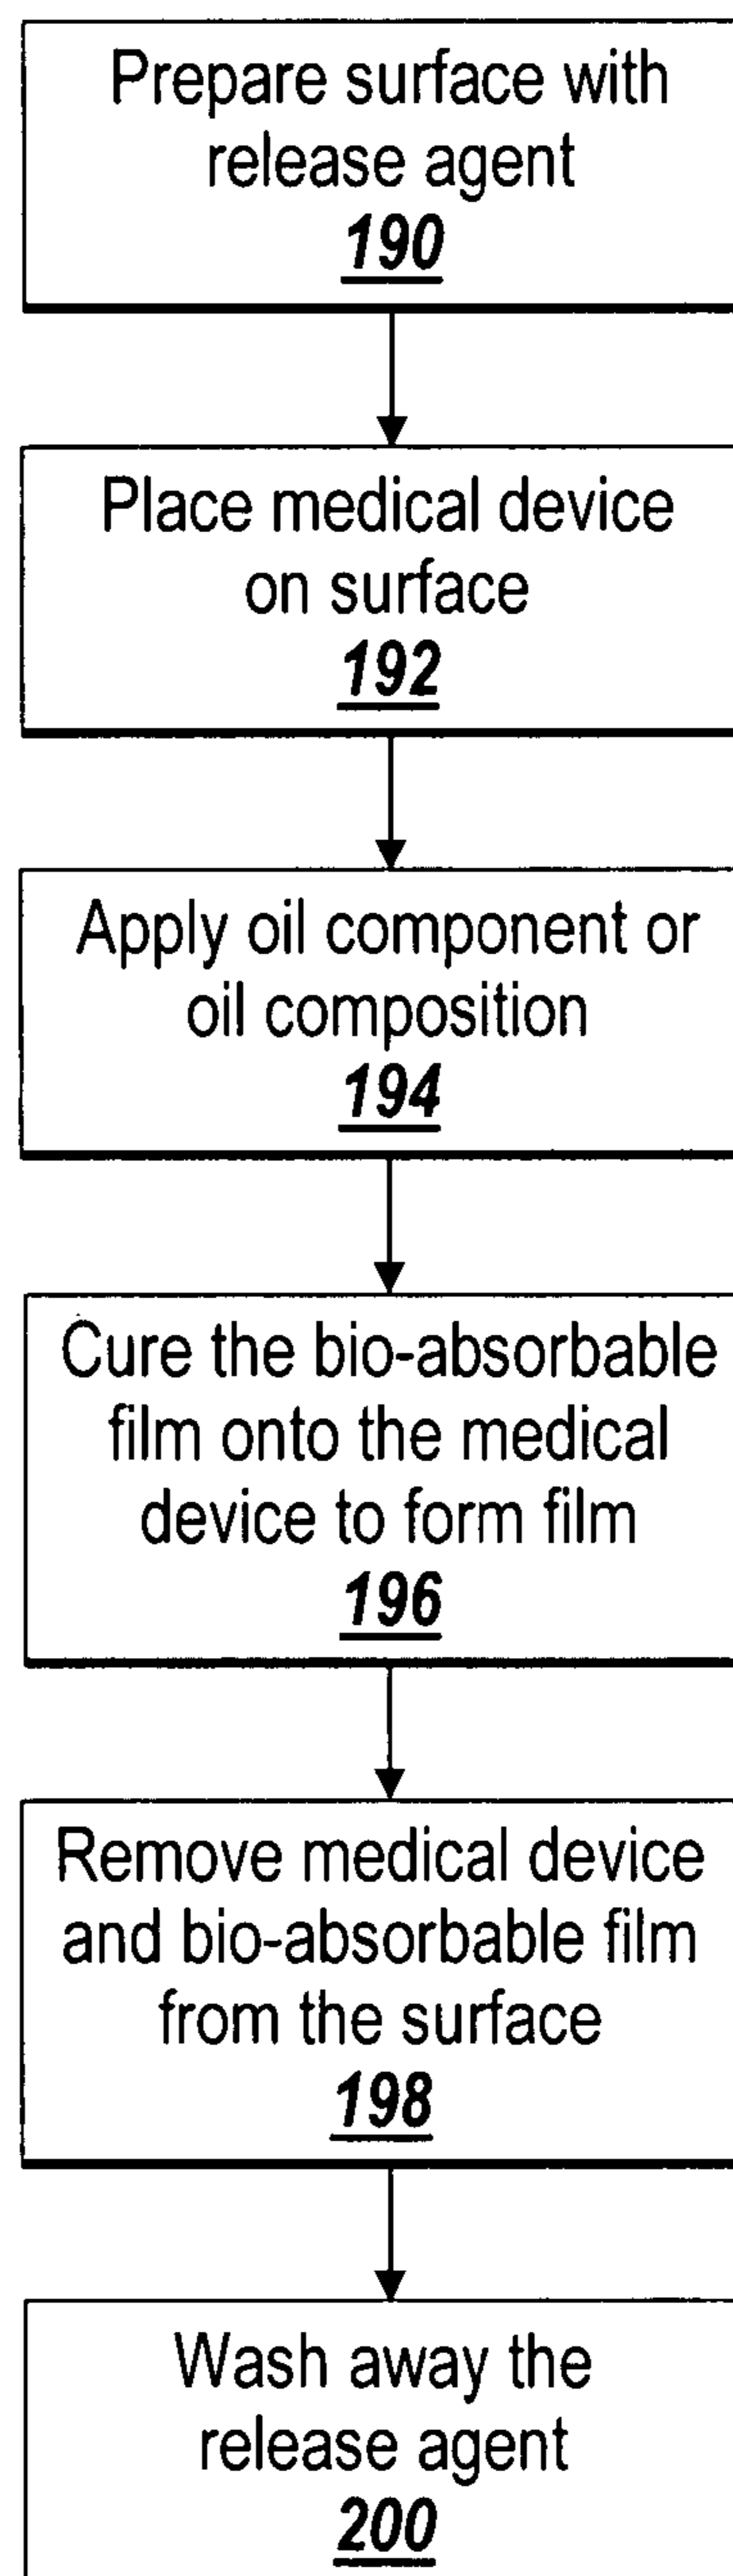 Prepare surface with
release agent
190
Place medical device
on surface
192
Apply oil component or
oil composition
194
Cure the bio-absorbable
film onto the medical
device to form film
196
Remove medical device
and bio-absorbable film
from the surface
198
Wash away the
release agent
200